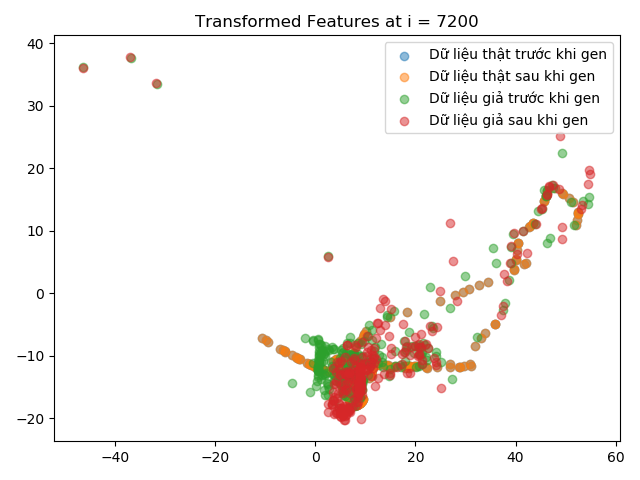 Transformed Features at i = 7200
Dữ liệu thật trước khi gen
Dữ liệu thật sau khi gen
Dữ liệu giả trước khi gen
Dữ liệu giả sau khi gen
40
30
20
10
0
−10
−20
−40
−20
0
20
40
60